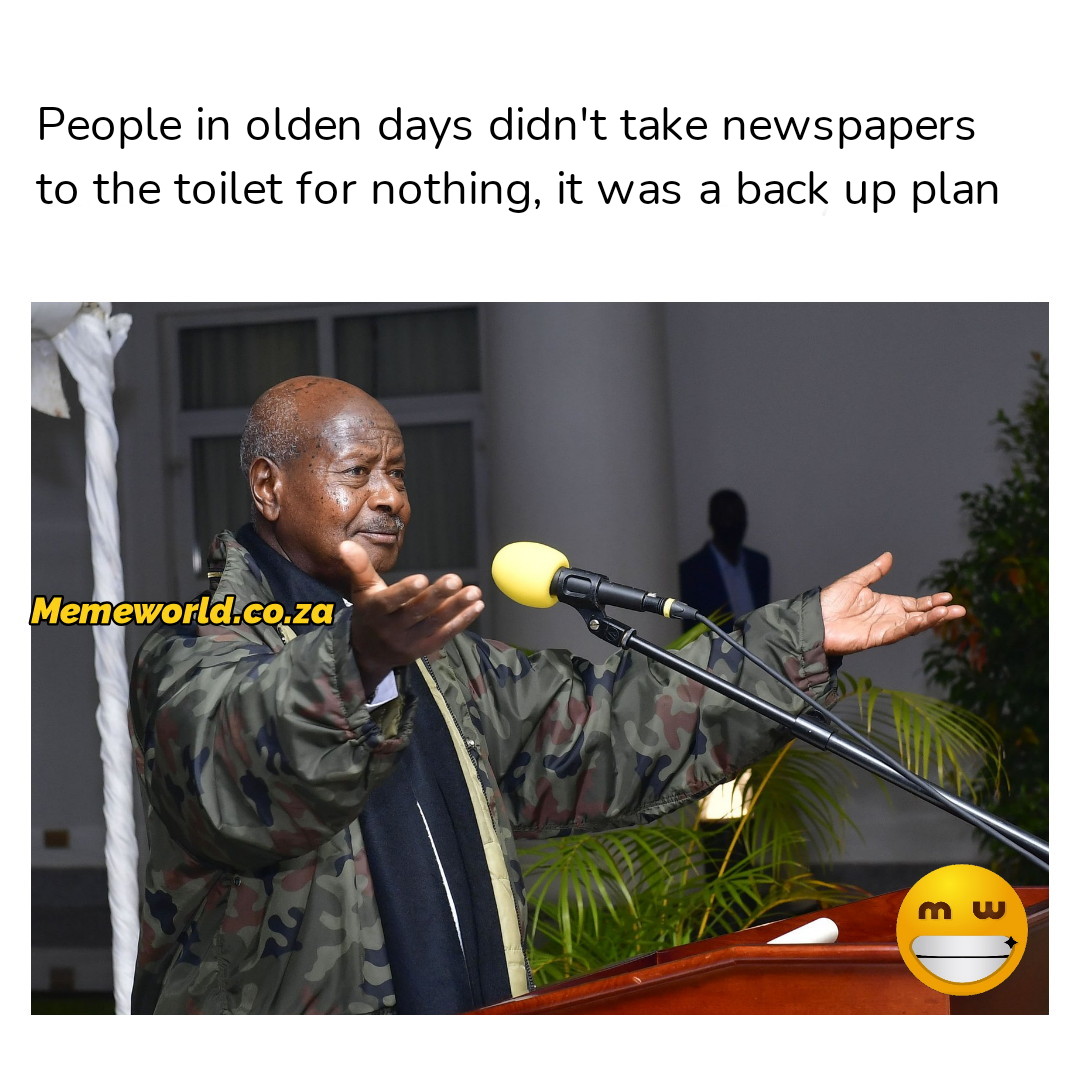 People in olden days didn't take newspapers
to the toilet for nothing, it was a back up plan
Memeworld.co.za
m w